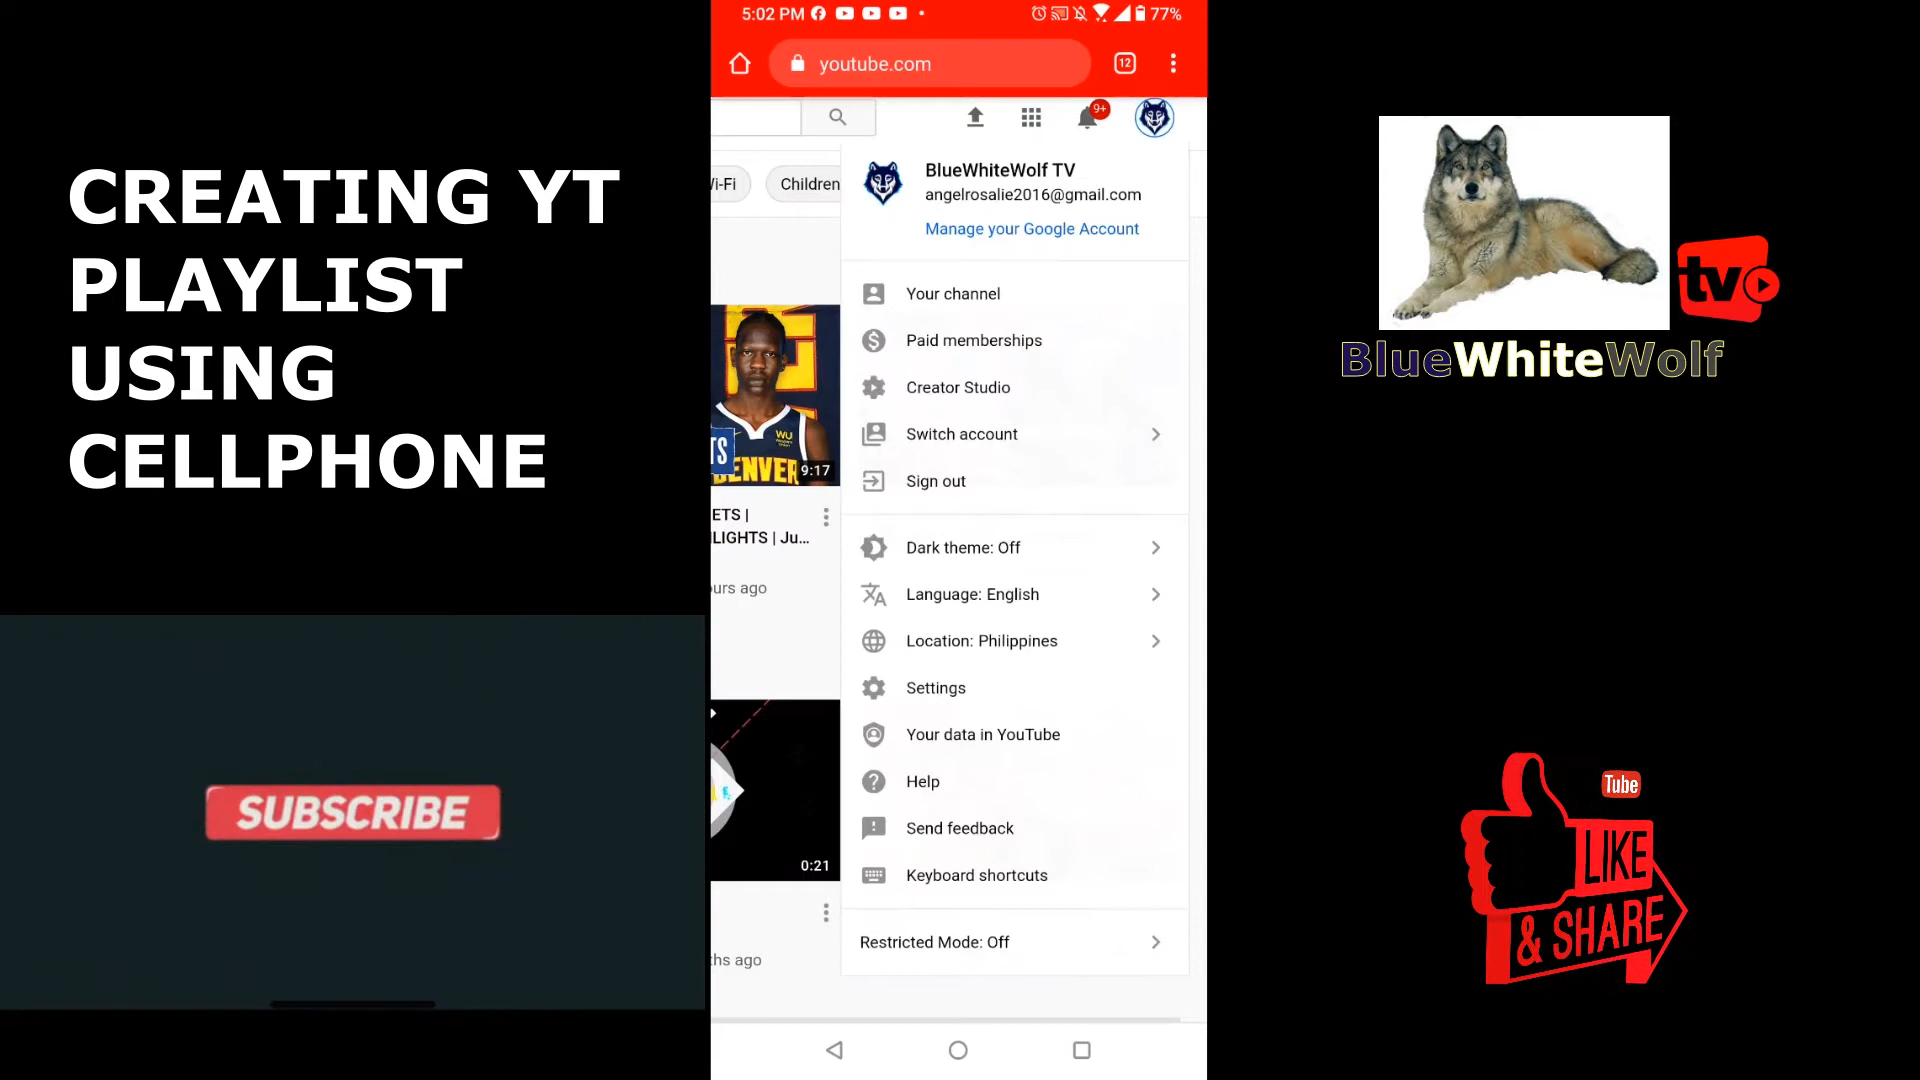 CREATING YT
PLAYLIST
USING
CELLPHONE
SUBSCRIBE
5:02 PM
77%
youtube.com
12
9+
BlueWhiteWolf TV
angelrosalie2016@gmail.com
Manage your Google Account
i-Fi
Children
Your channel
Paid memberships
Creator Studio
Switch account
Sign out
WU
TS
DENVER
9:17
ETS |
LIGHTS | Ju...
urs ago
Dark theme: Off
Language: English
Location: Philippines
Settings
Your data in YouTube
Help
Send feedback
Keyboard shortcuts
0:21
ths ago
Restricted Mode: Off
tv
BlueWhiteWolf
Tube
LIKE
& SHARE